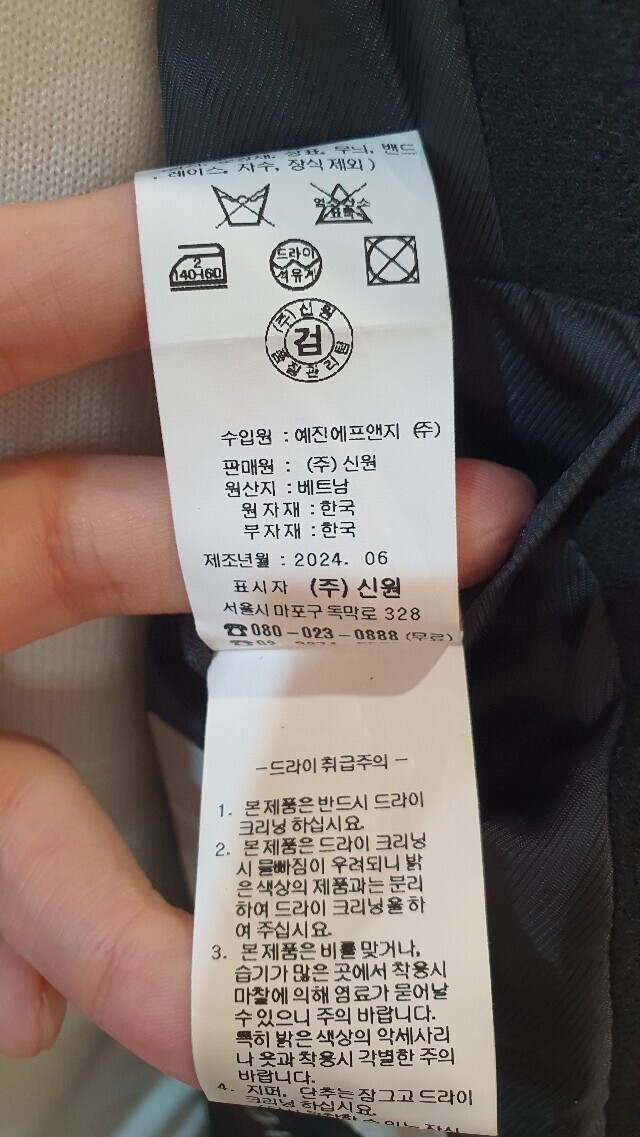 장표, 무늬, 밴드
, 레이스, 자수, 장식 제외)
염소산소
표백
2
140-160
드라이
석유계
(주)신원
검
품질관리팀
수입원 : 예진에프앤지 (주)
판매원 : (주) 신원
원산지 : 베트남
원 자재 : 한국
부자재 : 한국
제조년월 : 2024. 06
표시자 (주) 신원
서울시 마포구 독막로 328
☎080-023-0888 (무료)
-드라이 취급주의-
1. 본 제품은 반드시 드라이
크리닝 하십시요.
2. 본 제품은 드라이 크리닝
시 물빠짐이 우려되니 밝
은 색상의 제품과는 분리
하여 드라이 크리닝을 하
여 주십시요.
3. 본 제품은 비를 맞거나,
습기가 많은 곳에서 착용시
마찰에 의해 염료가 묻어날
수 있으니 주의 바랍니다.
특히 밝은 색상의 악세사리
나 옷과 착용시 각별한 주의
바랍니다.
4. 지퍼, 단추는 잠그고 드라이
크리닝 하십시요.